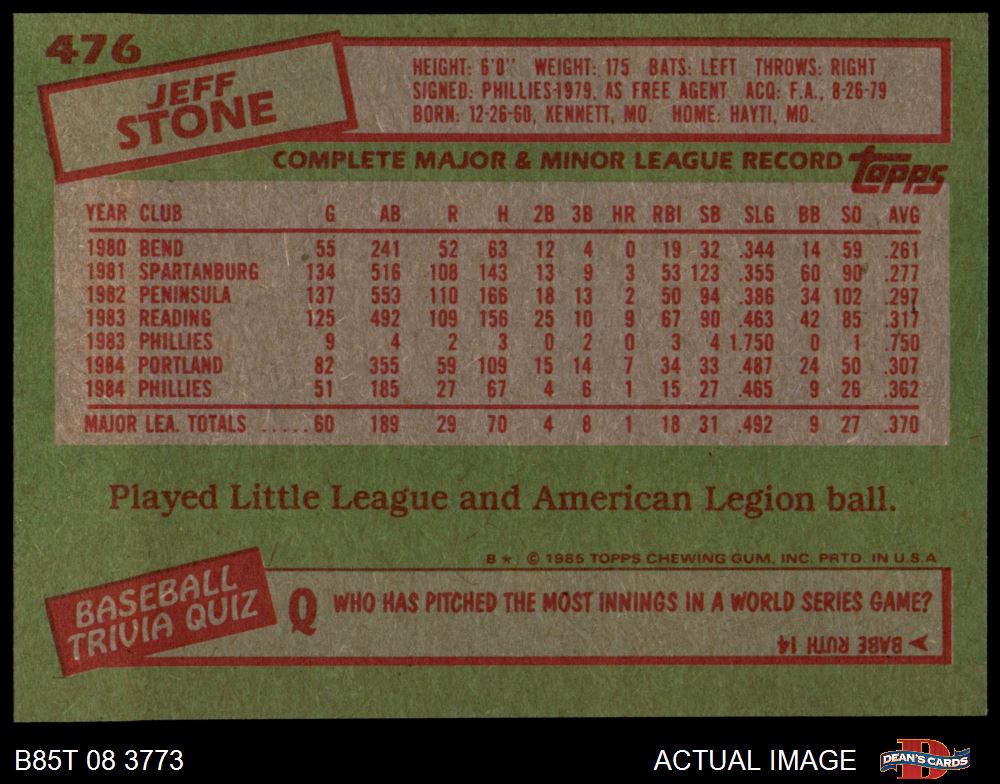 476
JEFF
STONE
HEIGHT: 6'0" WEIGHT: 175 BATS: LEFT THROWS: RIGHT
SIGNED: PHILLIES-1979, AS FREE AGENT ACQ: F.A., 8-26-79
BORN: 12-26-60, KENNETT, MO. HOME: HAYTI, MO.
COMPLETE MAJOR & MINOR LEAGUE RECORD topps
YEAR CLUB G AB R H 2B 3B HR RBI SB SLG BB SO AVG
1980 BEND 55 241 52 63 12 4 0 19 32 .344 14 59 .261
1981 SPARTANBURG 134 516 108 143 13 9 3 53 123 .355 60 90 .277
1982 PENINSULA 137 553 110 166 18 13 2 50 94 .386 34 102 .297
1983 READING 125 492 109 156 25 10 9 67 90 .463 42 85 .317
1983 PHILLIES 9 4 2 3 0 2 0 3 4 1.750 0 1 .750
1984 PORTLAND 82 355 59 109 15 14 7 34 33 .487 24 50 .307
1984 PHILLIES 51 185 27 67 4 6 1 15 27 .465 9 26 .362
MAJOR LEA. TOTALS .....60 189 29 70 4 8 1 18 31 .492 9 27 .370
Played Little League and American Legion ball.
B* © 1985 TOPPS CHEWING GUM, INC. PRTD. IN U.S.A
BASEBALL
TRIVIA QUIZ
Q WHO HAS PITCHED THE MOST INNINGS IN A WORLD SERIES GAME?
BABE RUTH 14
B85T 08 3773
ACTUAL IMAGE
D
DEAN'S CARDS